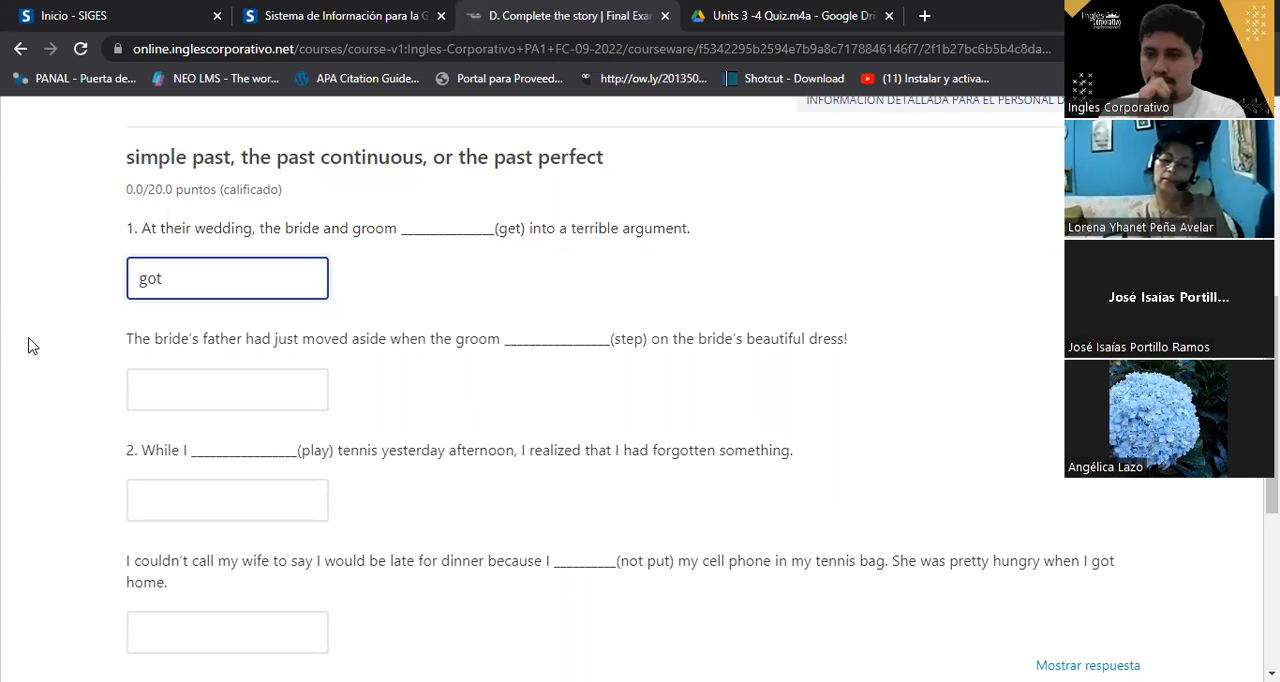 Inicio - SIGES
Sistema de Información para la G
D. Complete the story | Final Exa
Units 3 -4 Quiz.m4a - Google Dri
online.inglescorporativo.net/courses/course-v1:Ingles-Corporativo+PA1+FC-09-2022/courseware/f5342295b2594e7b9a8c7178846146f7/2f1b27bc6b5b4c8da...
PANAL - Puerta de...
NEO LMS - The wor...
APA Citation Guide...
Portal para Proveed...
http://ow.ly/201350...
Shotcut - Download
(11) Instalar y activa...
INFORMACIÓN DETALLADA PARA EL PERSONAL D
simple past, the past continuous, or the past perfect
0.0/20.0 puntos (calificado)
1. At their wedding, the bride and groom _______________(get) into a terrible argument.
got
The bride's father had just moved aside when the groom _________________(step) on the bride's beautiful dress!
2. While I _________________(play) tennis yesterday afternoon, I realized that I had forgotten something.
I couldn't call my wife to say I would be late for dinner because I __________(not put) my cell phone in my tennis bag. She was pretty hungry when I got
home.
Mostrar respuesta
Inglés
Corporativo
Ingles Corporativo
Lorena Yhanet Peña Avelar
José Isaías Portill...
José Isaías Portillo Ramos
Angélica Lazo